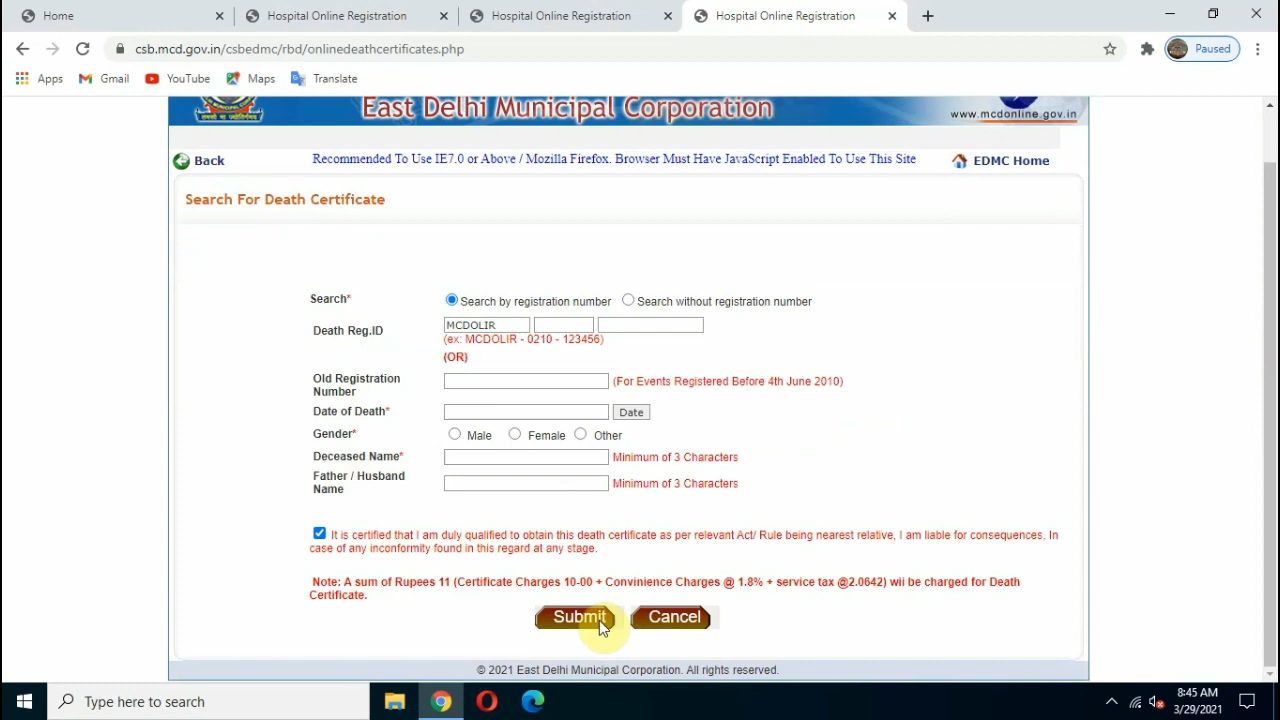 Home
Hospital Online Registration
Hospital Online Registration
Hospital Online Registration
csb.mcd.gov.in/csbedmc/rbd/onlinedeathcertificates.php
Paused
Apps Gmail YouTube Maps Translate
East Delhi Municipal Corporation
www.mcdonline.gov.in
Back
Recommended To Use IE7.0 or Above / Mozilla Firefox. Browser Must Have JavaScript Enabled To Use This Site
EDMC Home
Search For Death Certificate
Search* Search by registration number Search without registration number
Death Reg.ID MCDOLIR
(ex: MCDOLIR - 0210 - 123456)
(OR)
Old Registration
Number
(For Events Registered Before 4th June 2010)
Date of Death* Date
Gender* Male Female Other
Deceased Name* Minimum of 3 Characters
Father / Husband
Name
Minimum of 3 Characters
It is certified that I am duly qualified to obtain this death certificate as per relevant Act/ Rule being nearest relative, I am liable for consequences, In
case of any inconformity found in this regard at any stage.
Note: A sum of Rupees 11 (Certificate Charges 10-00 + Convinience Charges @ 1.8% + service tax @2.0642) wii be charged for Death
Certificate.
Submit Cancel
© 2021 East Delhi Municipal Corporation. All rights reserved.
Type here to search
8:45 AM
3/29/2021